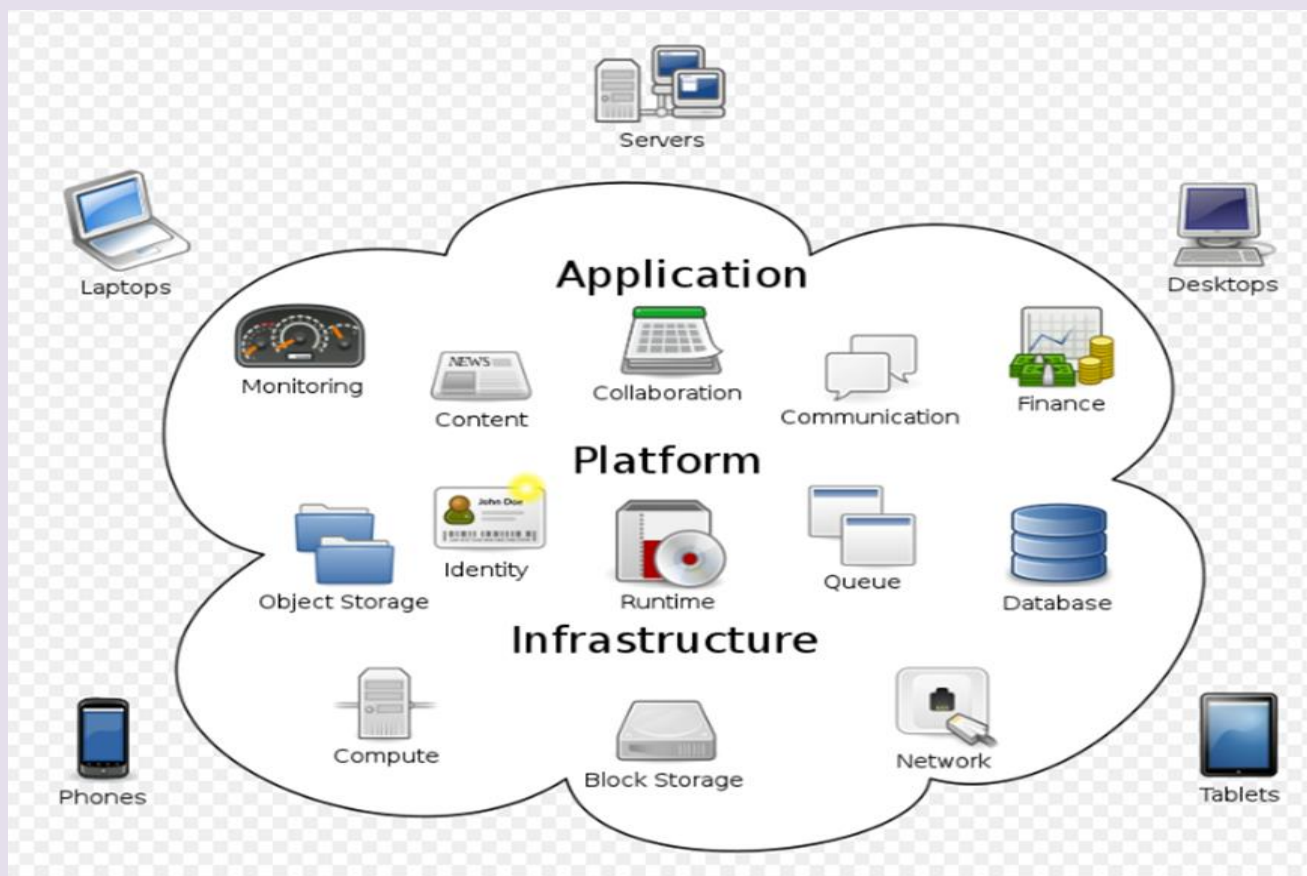 Servers
Laptops
Desktops
Application
Monitoring
NEWS
Content
Collaboration
Communication
Finance
Platform
Object Storage
John Doe
Identity
Runtime
Queue
Database
Infrastructure
Compute
Block Storage
Network
Phones
Tablets